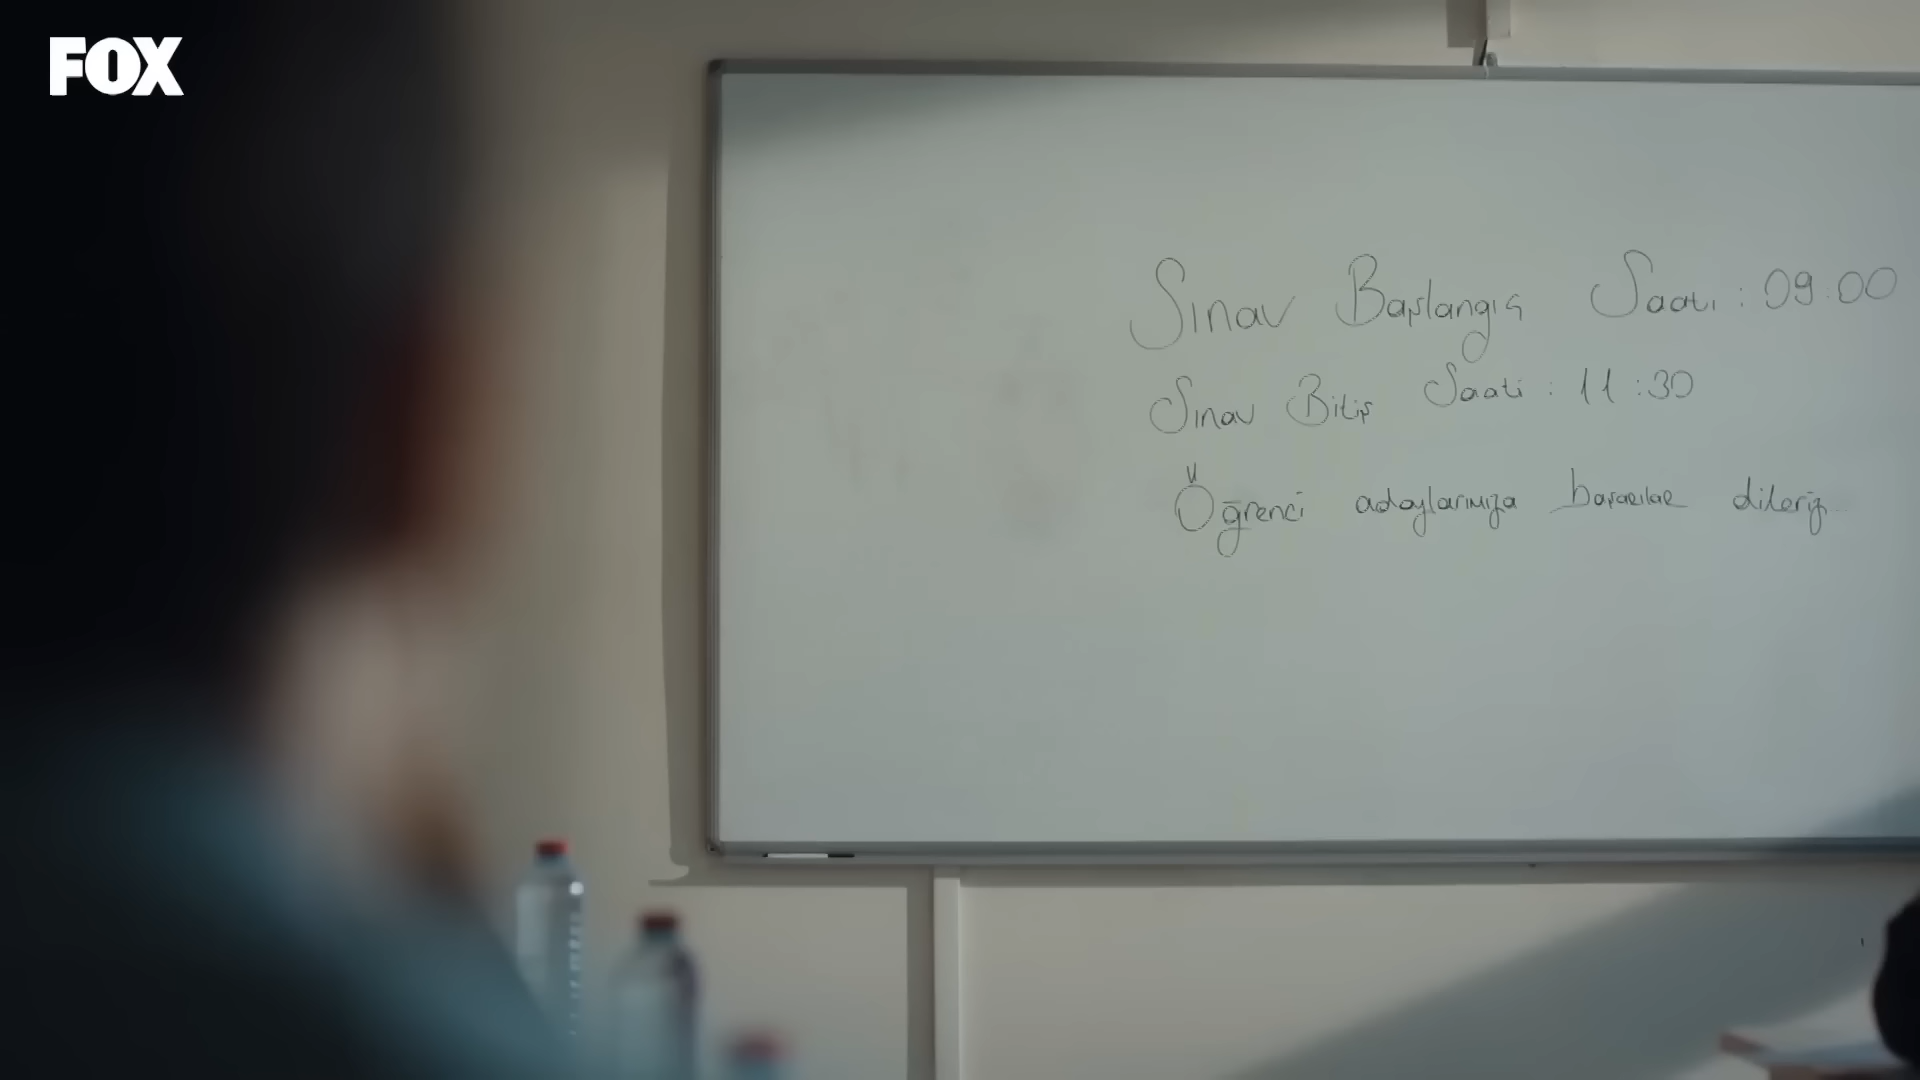 FOX
Sınav Başlangıç Saati : 09:00
Sınav Bitiş Saati : 11:30
Öğrenci adaylarımıza başarılar dileriz